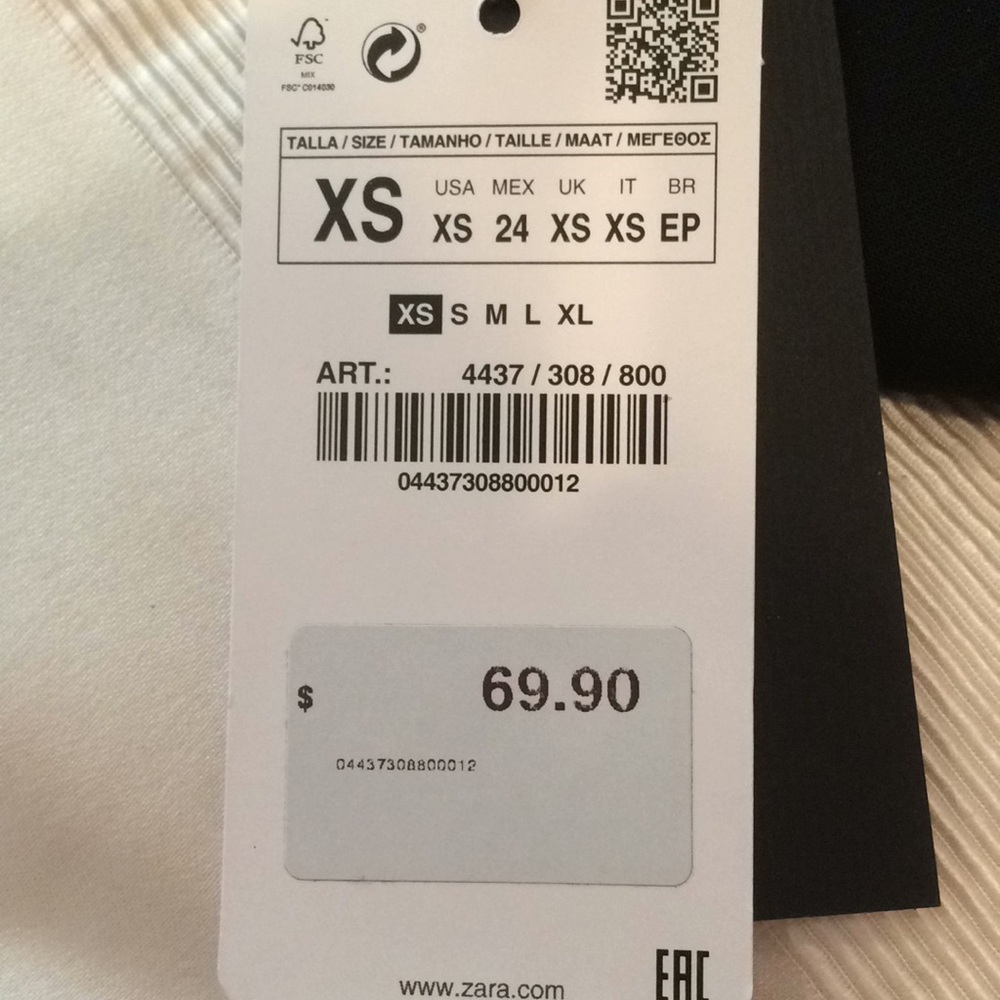 FSC
MIX
FSC® C014030
®
TALLA / SIZE / TAMANHO / TAILLE / MAAT / ΜΕΓΕΘΟΣ
XS
USA MEX UK IT BR
XS 24 XS XS EP
XS S M L XL
ART.: 4437 / 308 / 800
04437308800012
$ 69.90
04437308800012
www.zara.com
EAC